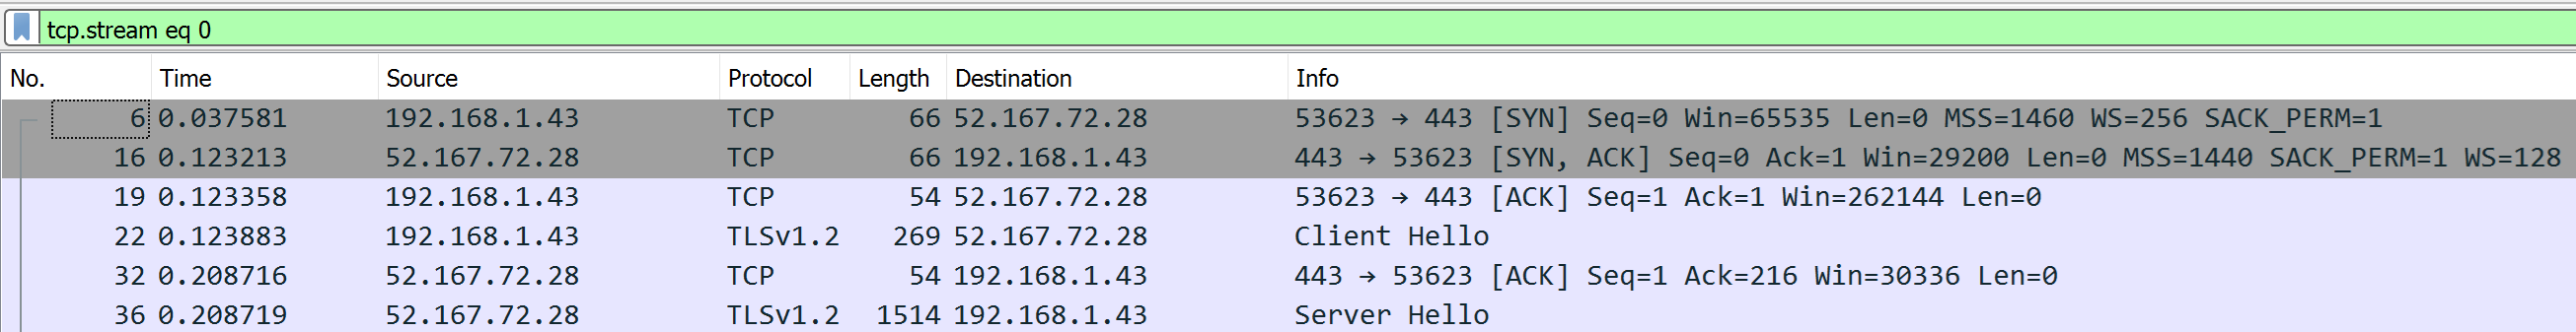 tcp.stream eq 0
No. Time Source Protocol Length Destination Info
6 0.037581 192.168.1.43 TCP 66 52.167.72.28 53623 → 443 [SYN] Seq=0 Win=65535 Len=0 MSS=1460 WS=256 SACK_PERM=1
16 0.123213 52.167.72.28 TCP 66 192.168.1.43 443 → 53623 [SYN, ACK] Seq=0 Ack=1 Win=29200 Len=0 MSS=1440 SACK_PERM=1 WS=128
19 0.123358 192.168.1.43 TCP 54 52.167.72.28 53623 → 443 [ACK] Seq=1 Ack=1 Win=262144 Len=0
22 0.123883 192.168.1.43 TLSv1.2 269 52.167.72.28 Client Hello
32 0.208716 52.167.72.28 TCP 54 192.168.1.43 443 → 53623 [ACK] Seq=1 Ack=216 Win=30336 Len=0
36 0.208719 52.167.72.28 TLSv1.2 1514 192.168.1.43 Server Hello